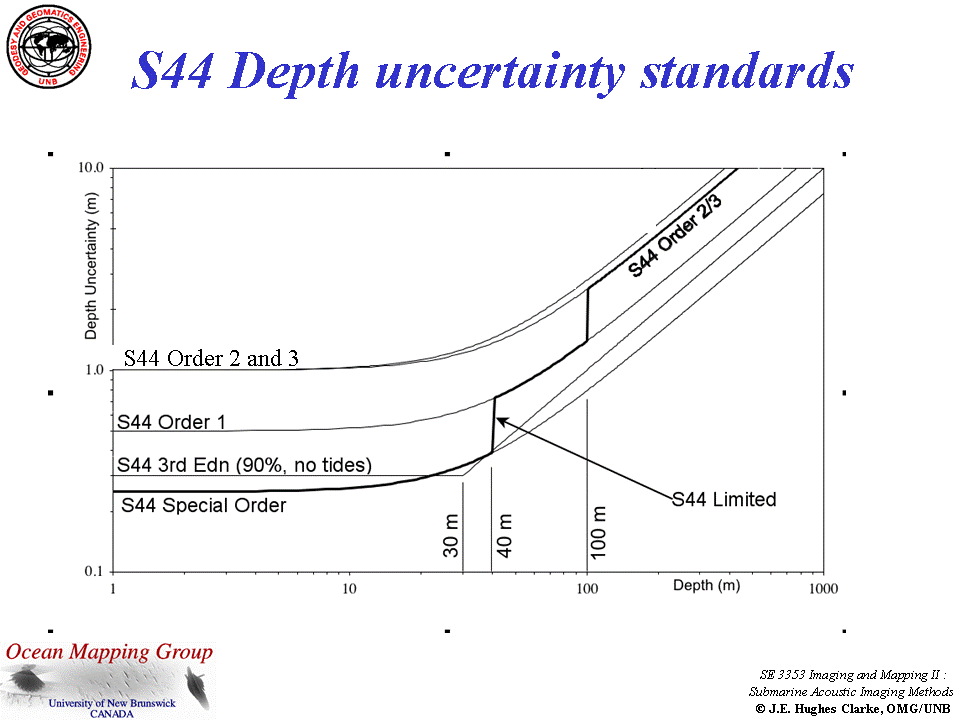 GEODESY AND GEOMATICS ENGINEERING
UNB
S44 Depth uncertainty standards
10.0
Depth Uncertainty (m)
S44 Order 2/3
S44 Order 2 and 3
1.0
S44 Order 1
S44 3rd Edn (90%, no tides)
S44 Special Order
S44 Limited
30 m
40 m
100 m
0.1
Depth (m)
1
10
100
1000
Ocean Mapping Group
University of New Brunswick
CANADA
SE 3353 Imaging and Mapping II :
Submarine Acoustic Imaging Methods
© J.E. Hughes Clarke, OMG/UNB